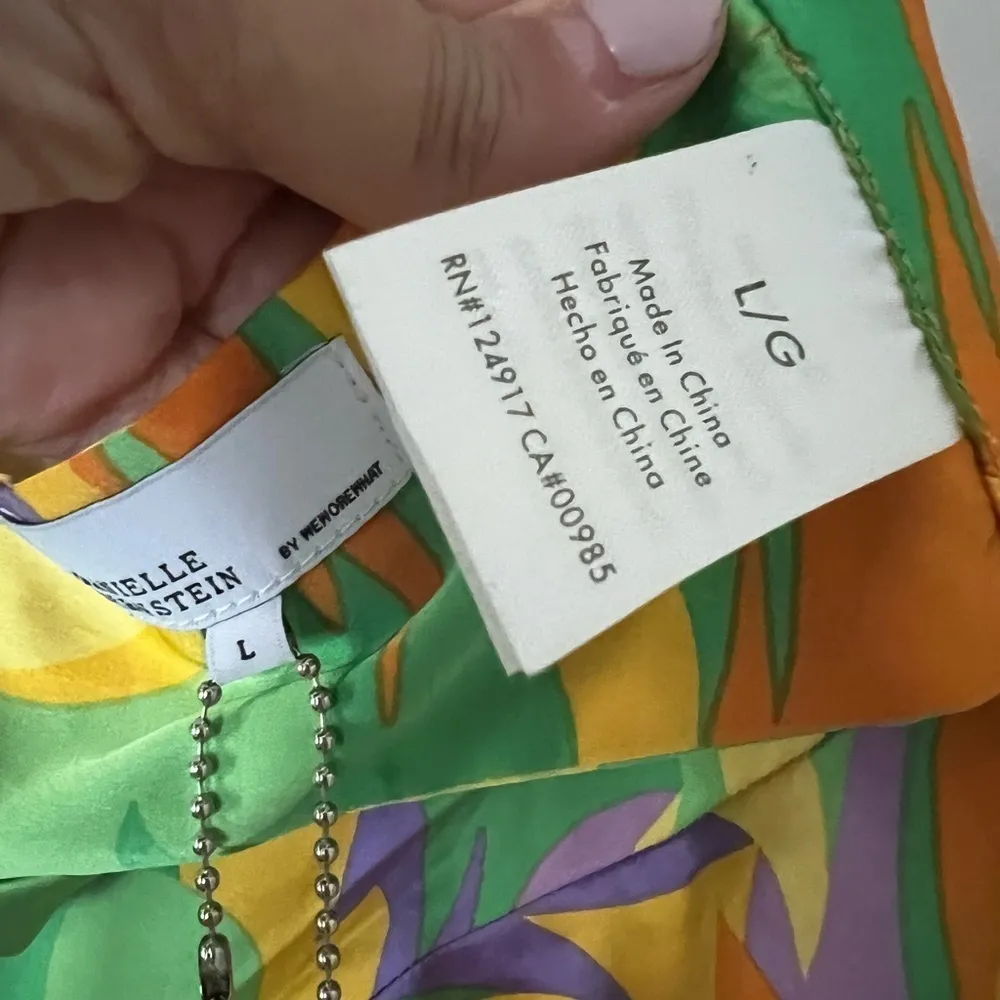 L/G
Made In China
Fabriqué en Chine
Hecho en China
RN#124917 CA#00985
BY WEWOREWHAT
L